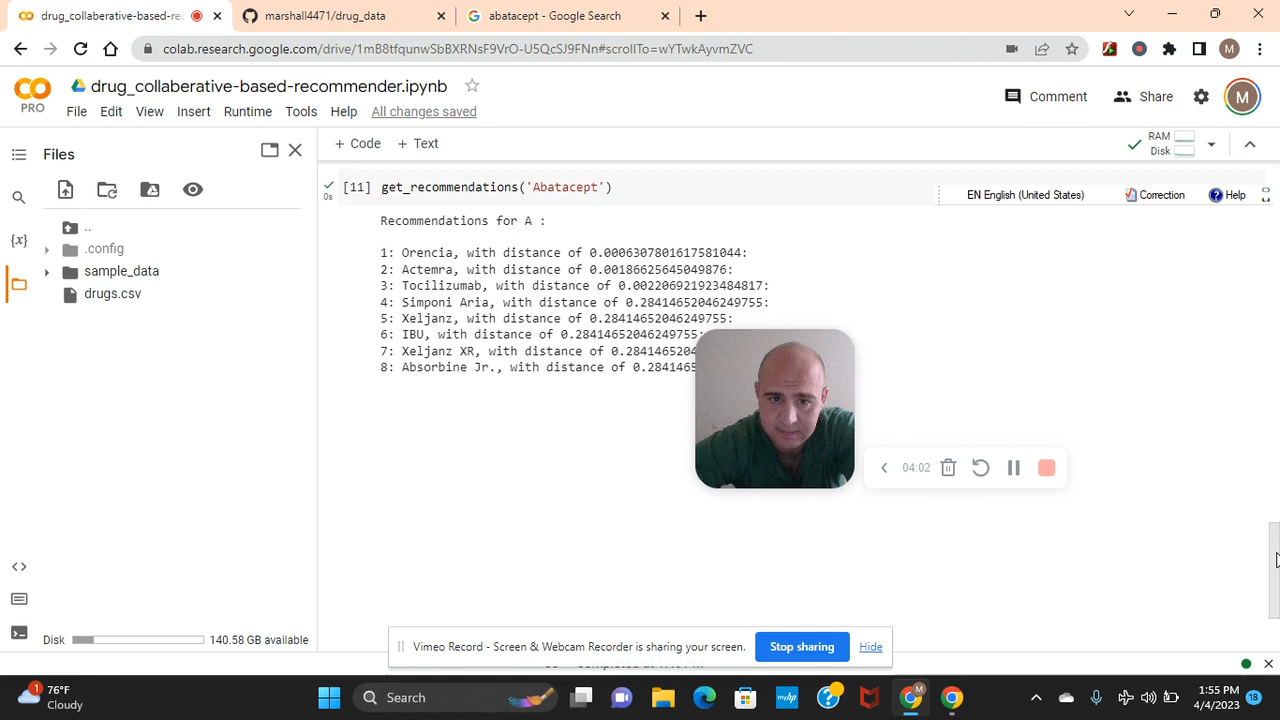 drug_collaborative-based-rec
marshall4471/drug_data
abatacept - Google Search
colab.research.google.com/drive/1mB8tfqunwSbBXRNsF9VrO-U5QcSJ9FNn#scrollTo=wYTwkAyvmZVC
M
PRO
drug_collaberative-based-recommender.ipynb
File Edit View Insert Runtime Tools Help All changes saved
Comment
Share
M
Files
+ Code + Text
RAM
Disk
..
.config
sample_data
drugs.csv
[11] get_recommendations('Abatacept')
0s
EN English (United States) Correction Help
Recommendations for A :
1: Orencia, with distance of 0.0006307801617581044:
2: Actemra, with distance of 0.00186625645049876:
3: Tocilizumab, with distance of 0.002206921923484817:
4: Simponi Aria, with distance of 0.28414652046249755:
5: Xeljanz, with distance of 0.28414652046249755:
6: IBU, with distance of 0.28414652046249755:
7: Xeljanz XR, with distance of 0.2841465204
8: Absorbine Jr., with distance of 0.2841465
04:02
Disk 140.58 GB available
Vimeo Record - Screen & Webcam Recorder is sharing your screen. Stop sharing Hide
1
76°F
Cloudy
Search
hp
M
1:55 PM
4/4/2023
18